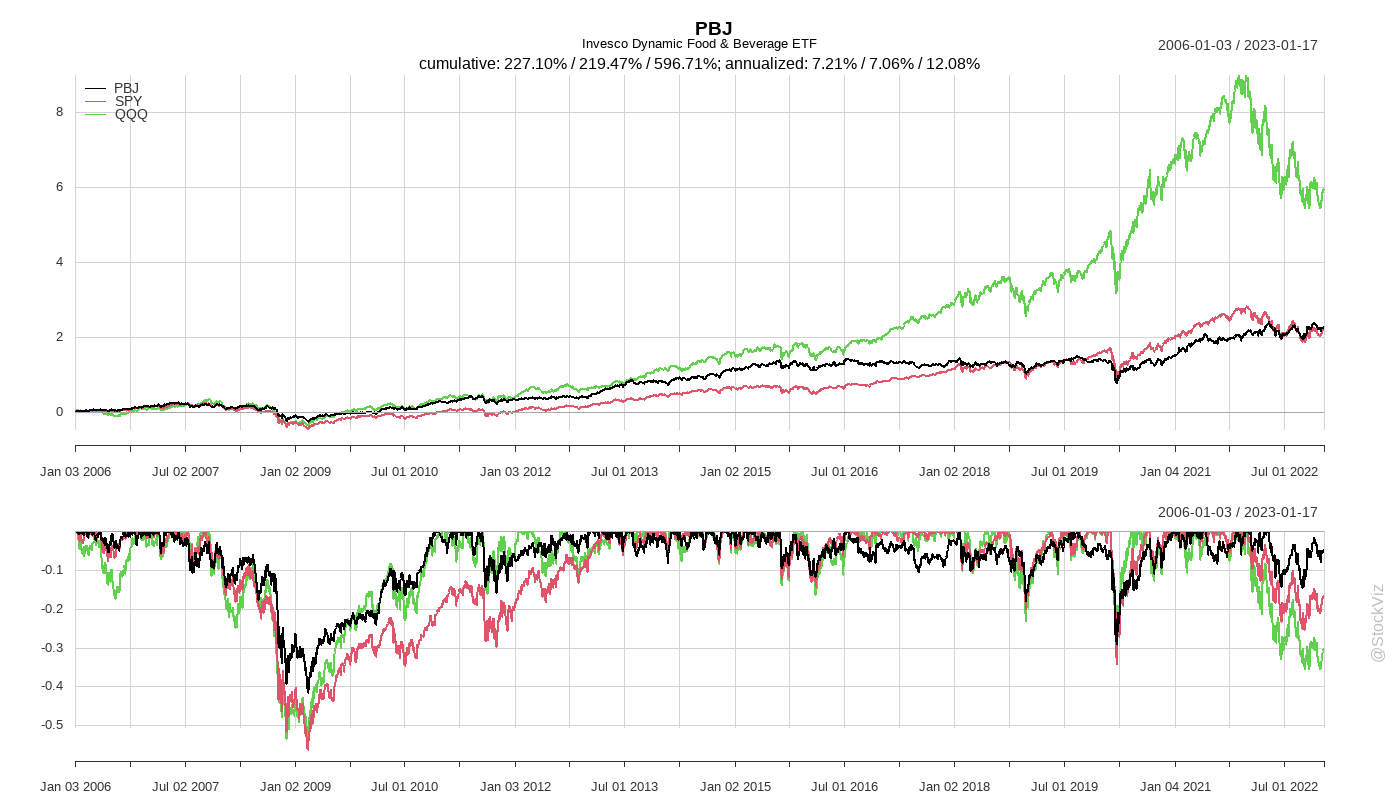 PBJ
Invesco Dynamic Food & Beverage ETF
2006-01-03 / 2023-01-17
cumulative: 227.10% / 219.47% / 596.71%; annualized: 7.21% / 7.06% / 12.08%
PBJ
SPY
QQQ
8
6
4
2
0
Jan 03 2006 Jul 02 2007 Jan 02 2009 Jul 01 2010 Jan 03 2012 Jul 01 2013 Jan 02 2015 Jul 01 2016 Jan 02 2018 Jul 01 2019 Jan 04 2021 Jul 01 2022
2006-01-03 / 2023-01-17
-0.1
-0.2
-0.3
-0.4
-0.5
Jan 03 2006 Jul 02 2007 Jan 02 2009 Jul 01 2010 Jan 03 2012 Jul 01 2013 Jan 02 2015 Jul 01 2016 Jan 02 2018 Jul 01 2019 Jan 04 2021 Jul 01 2022
@StockViz